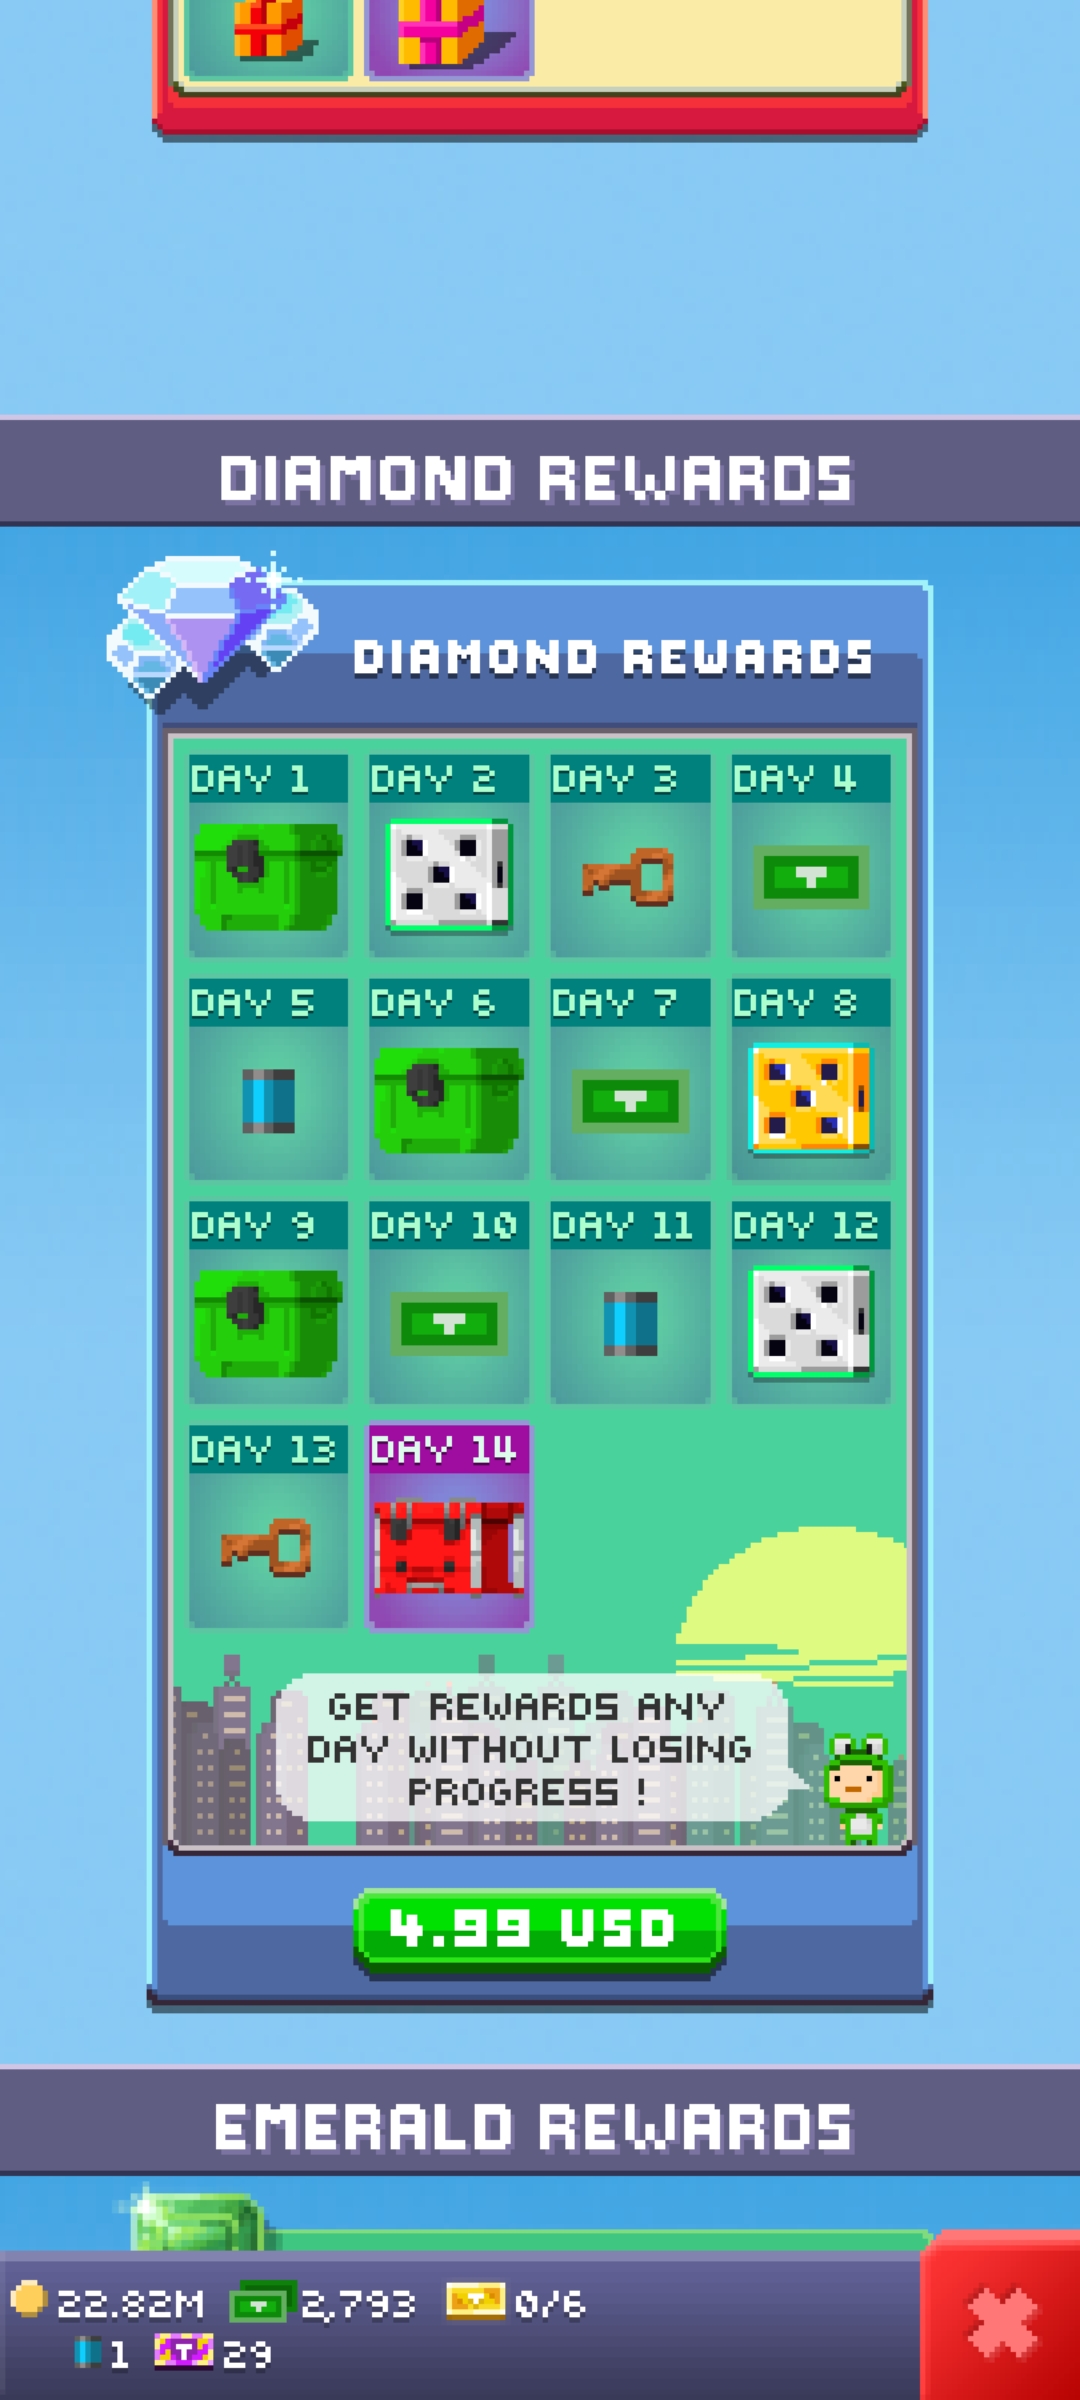 DIAMOND REWARDS
DIAMOND REWARDS
DAY 1 DAY 2 DAY 3 DAY 4
DAY 5 DAY 6 DAY 7 DAY 8
DAY 9 DAY 10 DAY 11 DAY 12
DAY 13 DAY 14
GET REWARDS ANY
DAY WITHOUT LOSING
PROGRESS !
4.99 USD
EMERALD REWARDS
22.82M 2,793 0/6
1 29